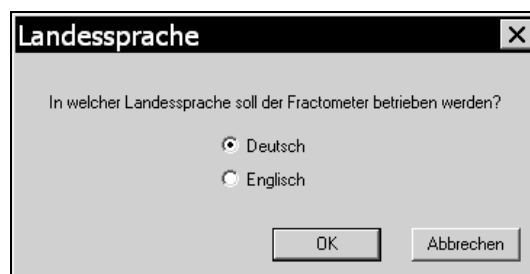 Landessprache
In welcher Landessprache soll der Fractometer betrieben werden?
Deutsch
Englisch
OK Abbrechen